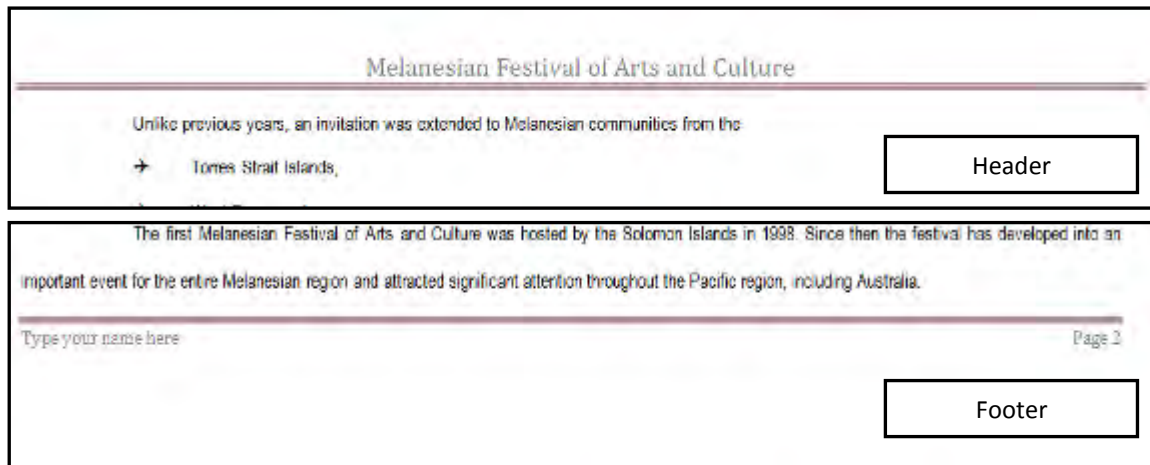 Melanesian Festival of Arts and Culture
Unlike previous years, an invitation was extended to Melanesian communities from the
Torres Strait Islands,
Header
The first Melanesian Festival of Arts and Culture was hosted by the Solomon Islands in 1998. Since then the festival has developed into an
important event for the entire Melanesian region and attracted significant attention throughout the Pacific region, including Australia.
Type your name here
Page 2
Footer